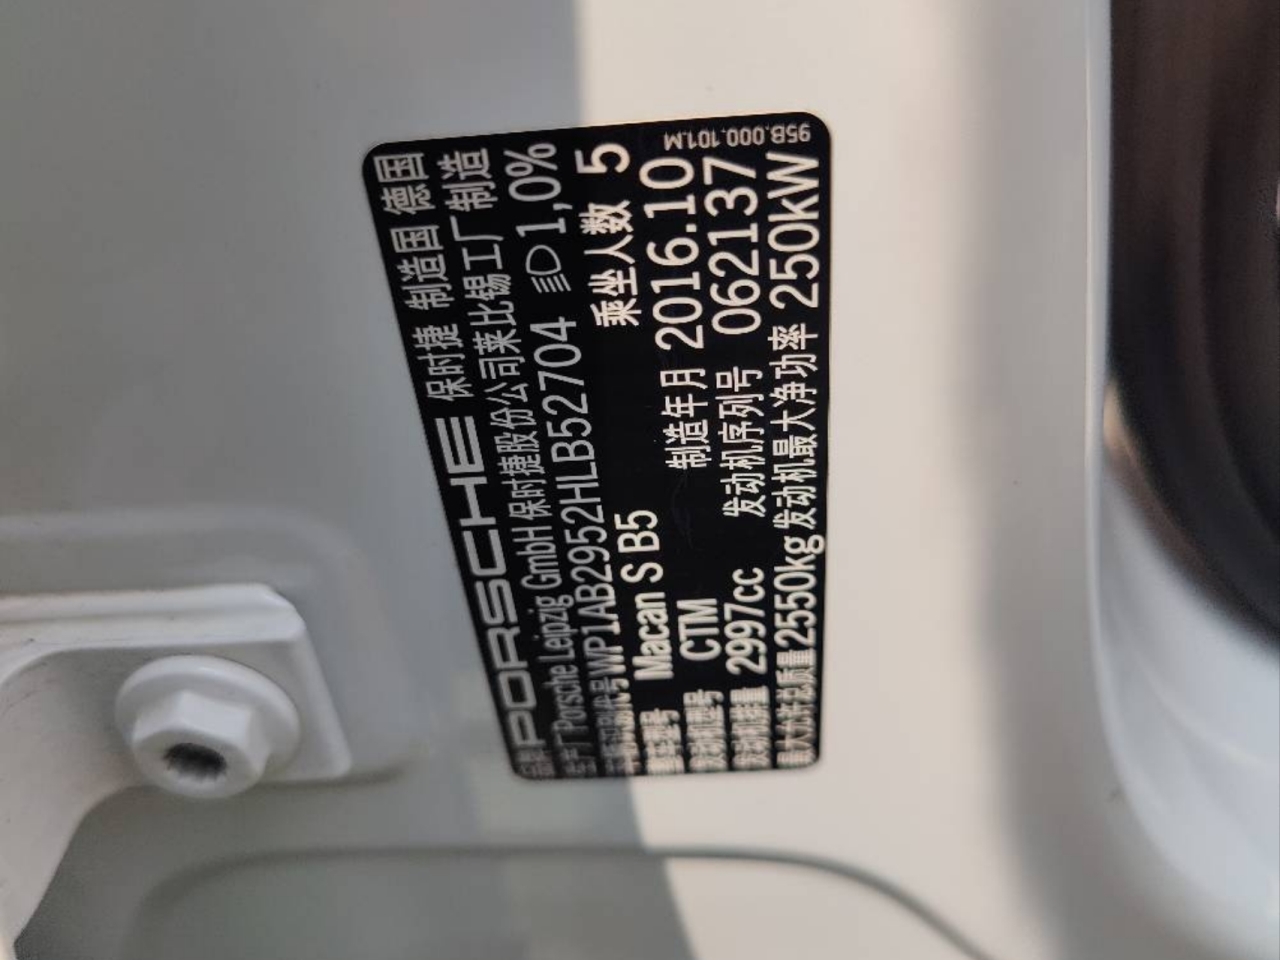 品牌 PORSCHE 保时捷 制造国 德国
生产厂 Porsche Leipzig GmbH 保时捷股份公司莱比锡工厂制造
车辆识别代号 WP1AB2952HLB52704 1,0%
整车型号 Macan S B5 乘坐人数 5
发动机型号 CTM 制造年月 2016.10
发动机排量 2997cc 发动机序列号 062137
最大允许总质量 2550kg 发动机最大净功率 250kW
95B.000.101.M